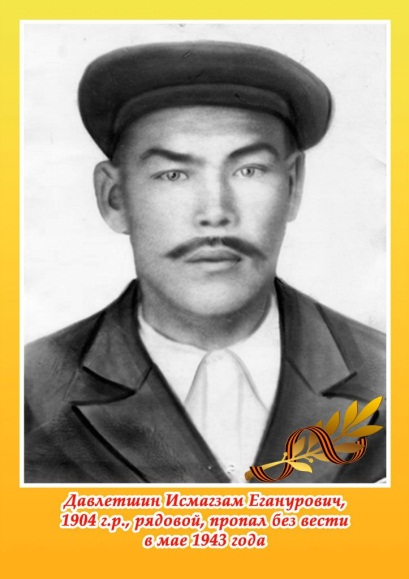 Давлетшин Исмагзам Еганурович,
1904 г.р., рядовой, пропал без вести
в мае 1943 года